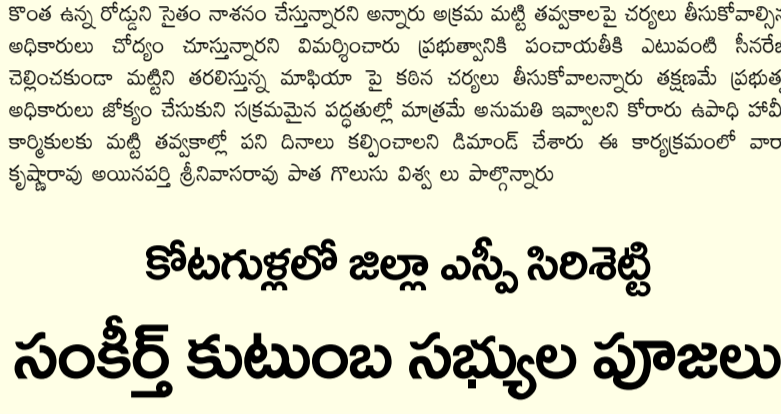 కొంత ఉన్న రోడ్డుని సైతం నాశనం చేస్తున్నారని అన్నారు అక్రమ మట్టి తవ్వకాలపై చర్యలు తీసుకోవాల్సిన
అధికారులు చోద్యం చూస్తున్నారని విమర్శించారు ప్రభుత్వానికి పంచాయతీకి ఎటువంటి సీనరేజ
చెల్లించకుండా మట్టిని తరలిస్తున్న మాఫియా పై కఠిన చర్యలు తీసుకోవాలన్నారు తక్షణమే ప్రభుత్వ
అధికారులు జోక్యం చేసుకుని సక్రమమైన పద్ధతుల్లో మాత్రమే అనుమతి ఇవ్వాలని కోరారు ఉపాధి హామీ
కార్మికులకు మట్టి తవ్వకాల్లో పని దినాలు కల్పించాలని డిమాండ్ చేశారు ఈ కార్యక్రమంలో వారా
కృష్ణారావు అయినపర్తి శ్రీనివాసరావు పాత గొలుసు విశ్వ లు పాల్గొన్నారు
కోటగుళ్లలో జిల్లా ఎస్పీ సిరిశెట్టి
సంకీర్త్ కుటుంబ సభ్యుల పూజలు